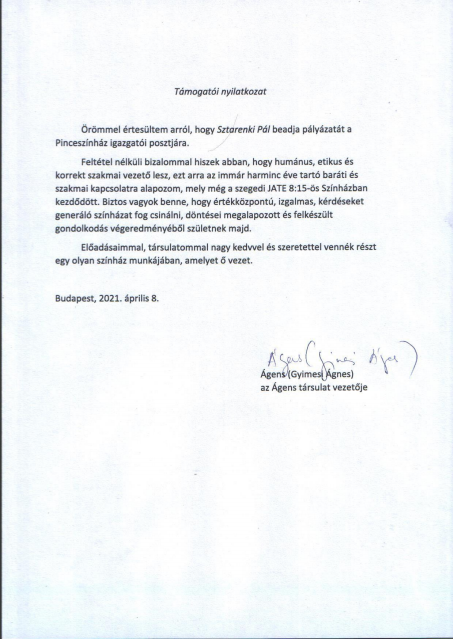 Támogatói nyilatkozat
Örömmel értesültem arról, hogy Sztarenki Pál beadja pályázatát a
Pinceszínház igazgatói posztjára.
Feltétel nélküli bizalommal hiszek abban, hogy humánus, etikus és
korrekt szakmai vezető lesz, ezt arra az immár harminc éve tartó baráti és
szakmai kapcsolatra alapozom, mely még a szegedi JATE 8:15-ös Színházban
kezdődött. Biztos vagyok benne, hogy értékközpontú, izgalmas, kérdéseket
generáló színházat fog csinálni, döntései megalapozott és felkészült
gondolkodás végeredményéből születnek majd.
Előadásaimmal, társulatommal nagy kedvvel és szeretettel vennék részt
egy olyan színház munkájában, amelyet ő vezet.
Budapest, 2021. április 8.
Ágens (Gyimesi Ágnes)
Ágens (Gyimesi Ágnes)
az Ágens társulat vezetője